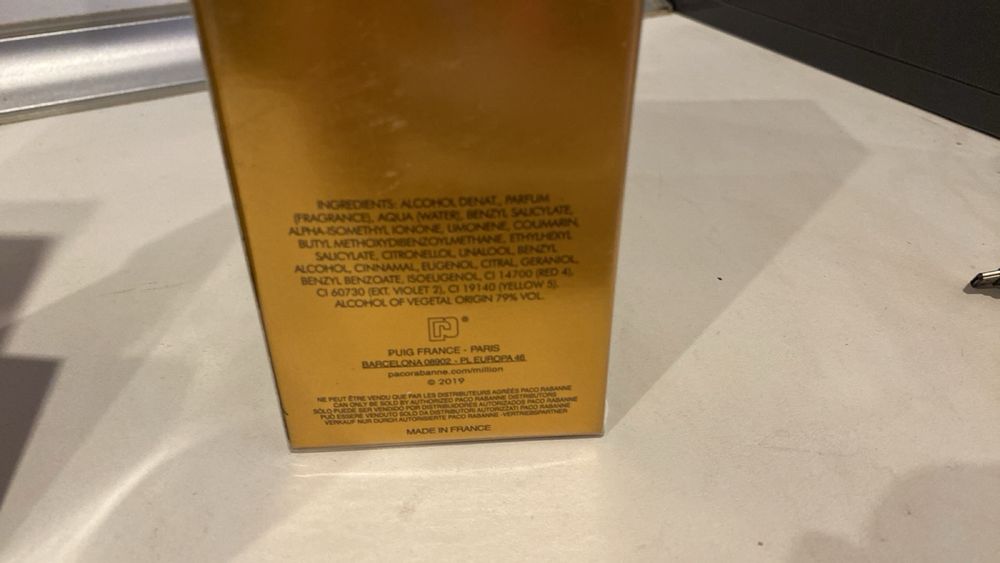 INGREDIENTS: ALCOHOL DENAT., PARFUM
(FRAGRANCE), AQUA (WATER), BENZYL SALICYLATE,
ALPHA-ISOMETHYL IONONE, LIMONENE, COUMARIN,
BUTYL METHOXYDIBENZOYLMETHANE, ETHYLHEXYL
SALICYLATE, CITRONELLOL, LINALOOL, BENZYL
ALCOHOL, CINNAMAL, EUGENOL, CITRAL, GERANIOL,
BENZYL BENZOATE, ISOEUGENOL, CI 14700 (RED 4),
CI 60730 (EXT. VIOLET 2), CI 19140 (YELLOW 5).
ALCOHOL OF VEGETAL ORIGIN 79% VOL.
PUIG FRANCE - PARIS
BARCELONA 08902 - PL EUROPA 46
pacorabanne.com/million
© 2019
NE PEUT ÊTRE VENDU QUE PAR LES DISTRIBUTEURS AGRÉÉS PACO RABANNE
CAN ONLY BE SOLD BY AUTHORIZED PACO RABANNE DISTRIBUTORS
SÓLO PUEDE SER VENDIDO POR DISTRIBUIDORES AUTORIZADOS PACO RABANNE
PUÒ ESSERE VENDUTO SOLO DA DISTRIBUTORI AUTORIZZATI PACO RABANNE
VERKAUF NUR DURCH AUTORISIERTE PACO RABANNE -VERTRIEBSPARTNER
MADE IN FRANCE